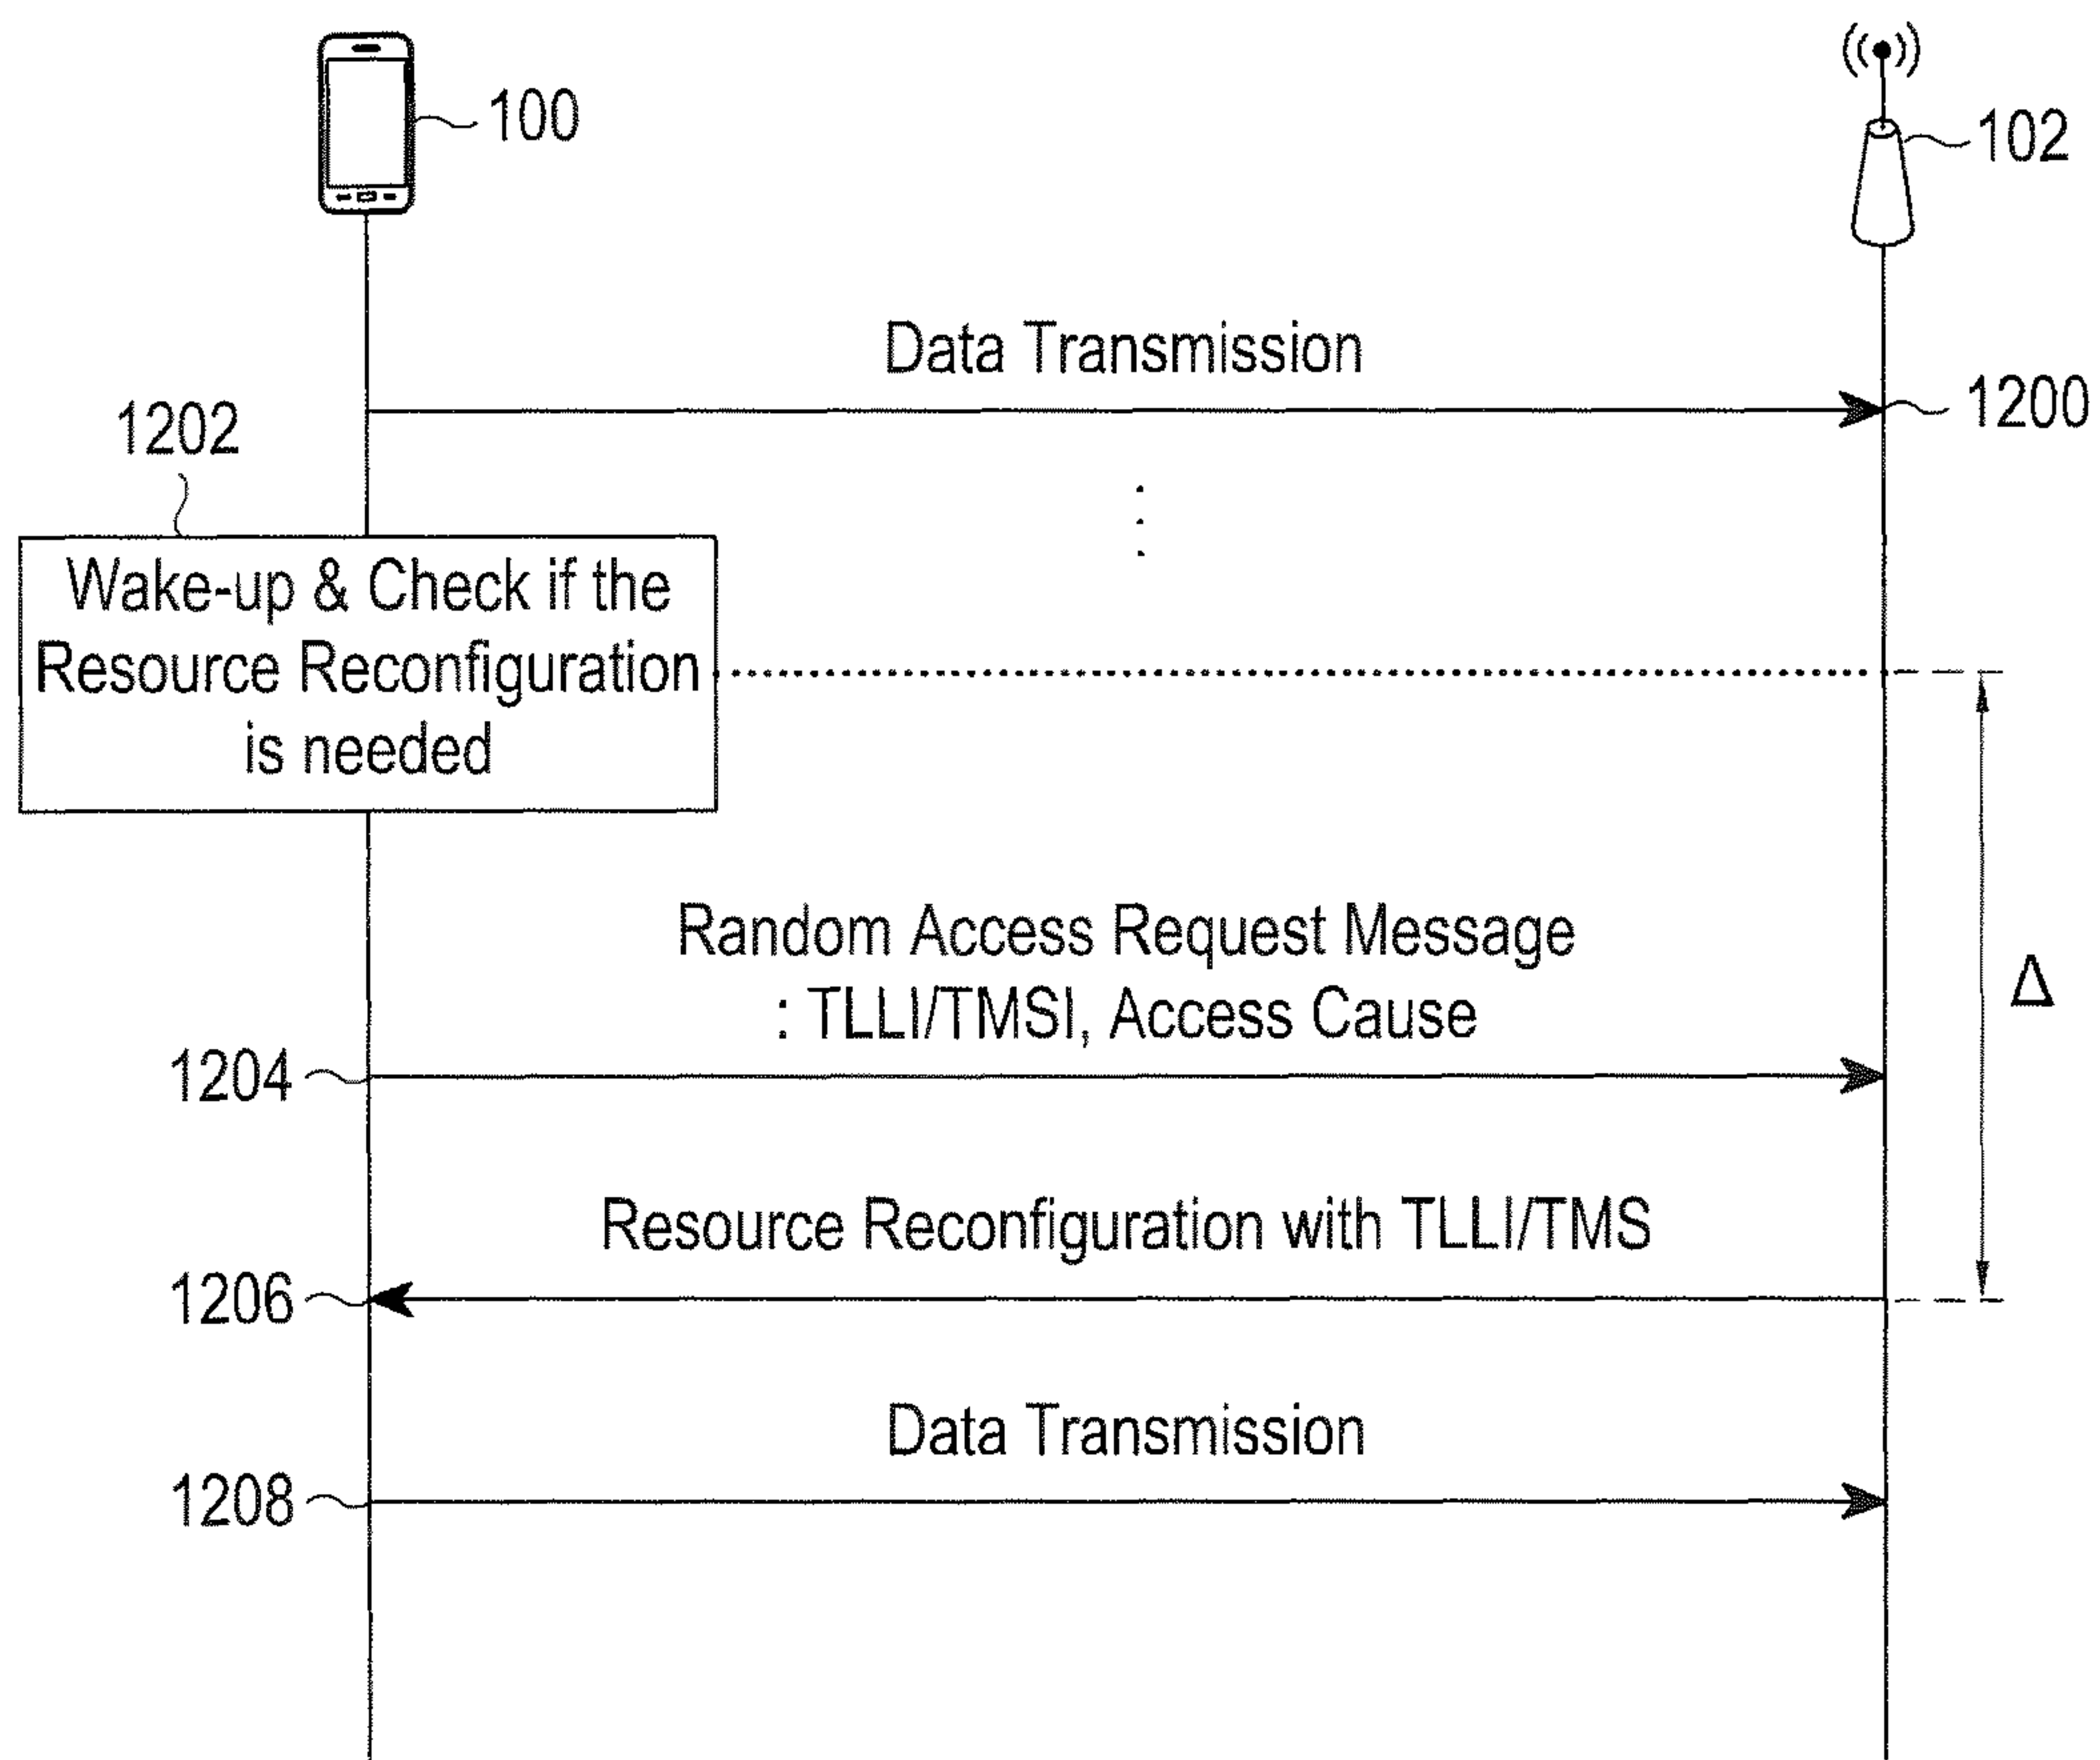 100
102
Data Transmission
1200
1202
Wake-up & Check if the
Resource Reconfiguration
is needed
Random Access Request Message
: TLLI/TMSI, Access Cause
Δ
1204
Resource Reconfiguration with TLLI/TMS
1206
Data Transmission
1208